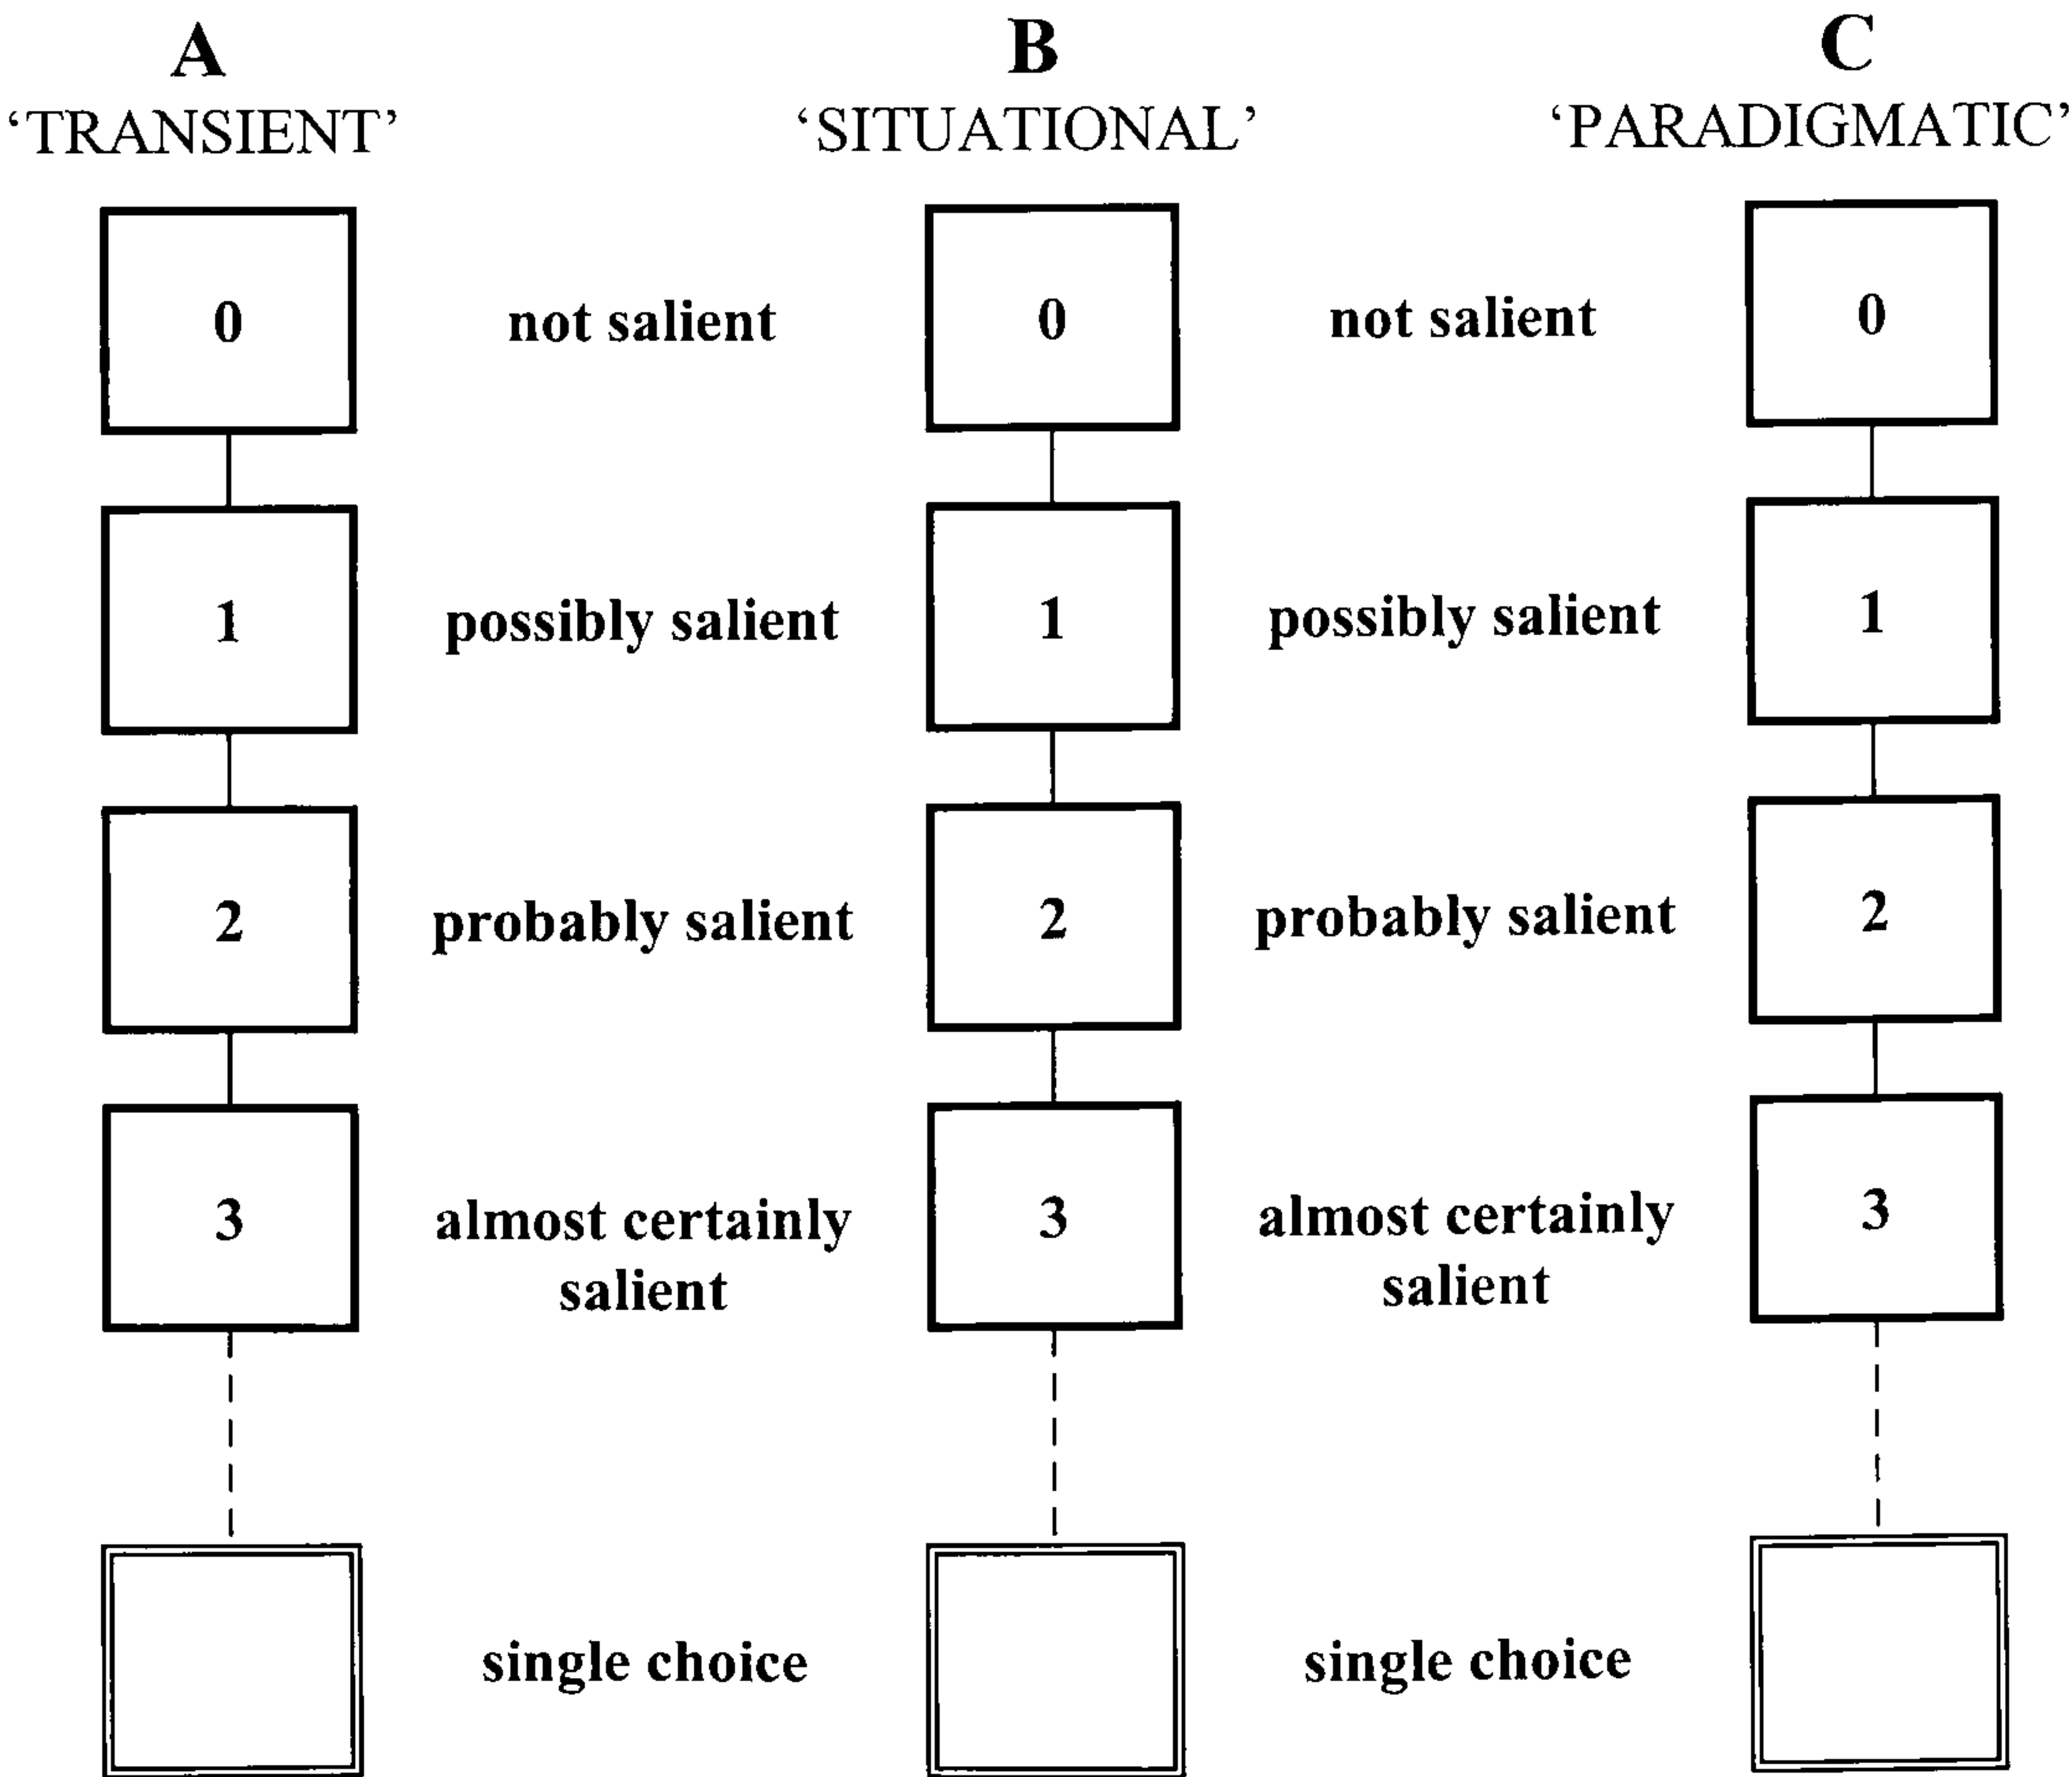 A B C
‘TRANSIENT’ ‘SITUATIONAL’ ‘PARADIGMATIC’
0 not salient 0 not salient 0
1 possibly salient 1 possibly salient 1
2 probably salient 2 probably salient 2
3 almost certainly 3 almost certainly 3
salient salient
single choice single choice